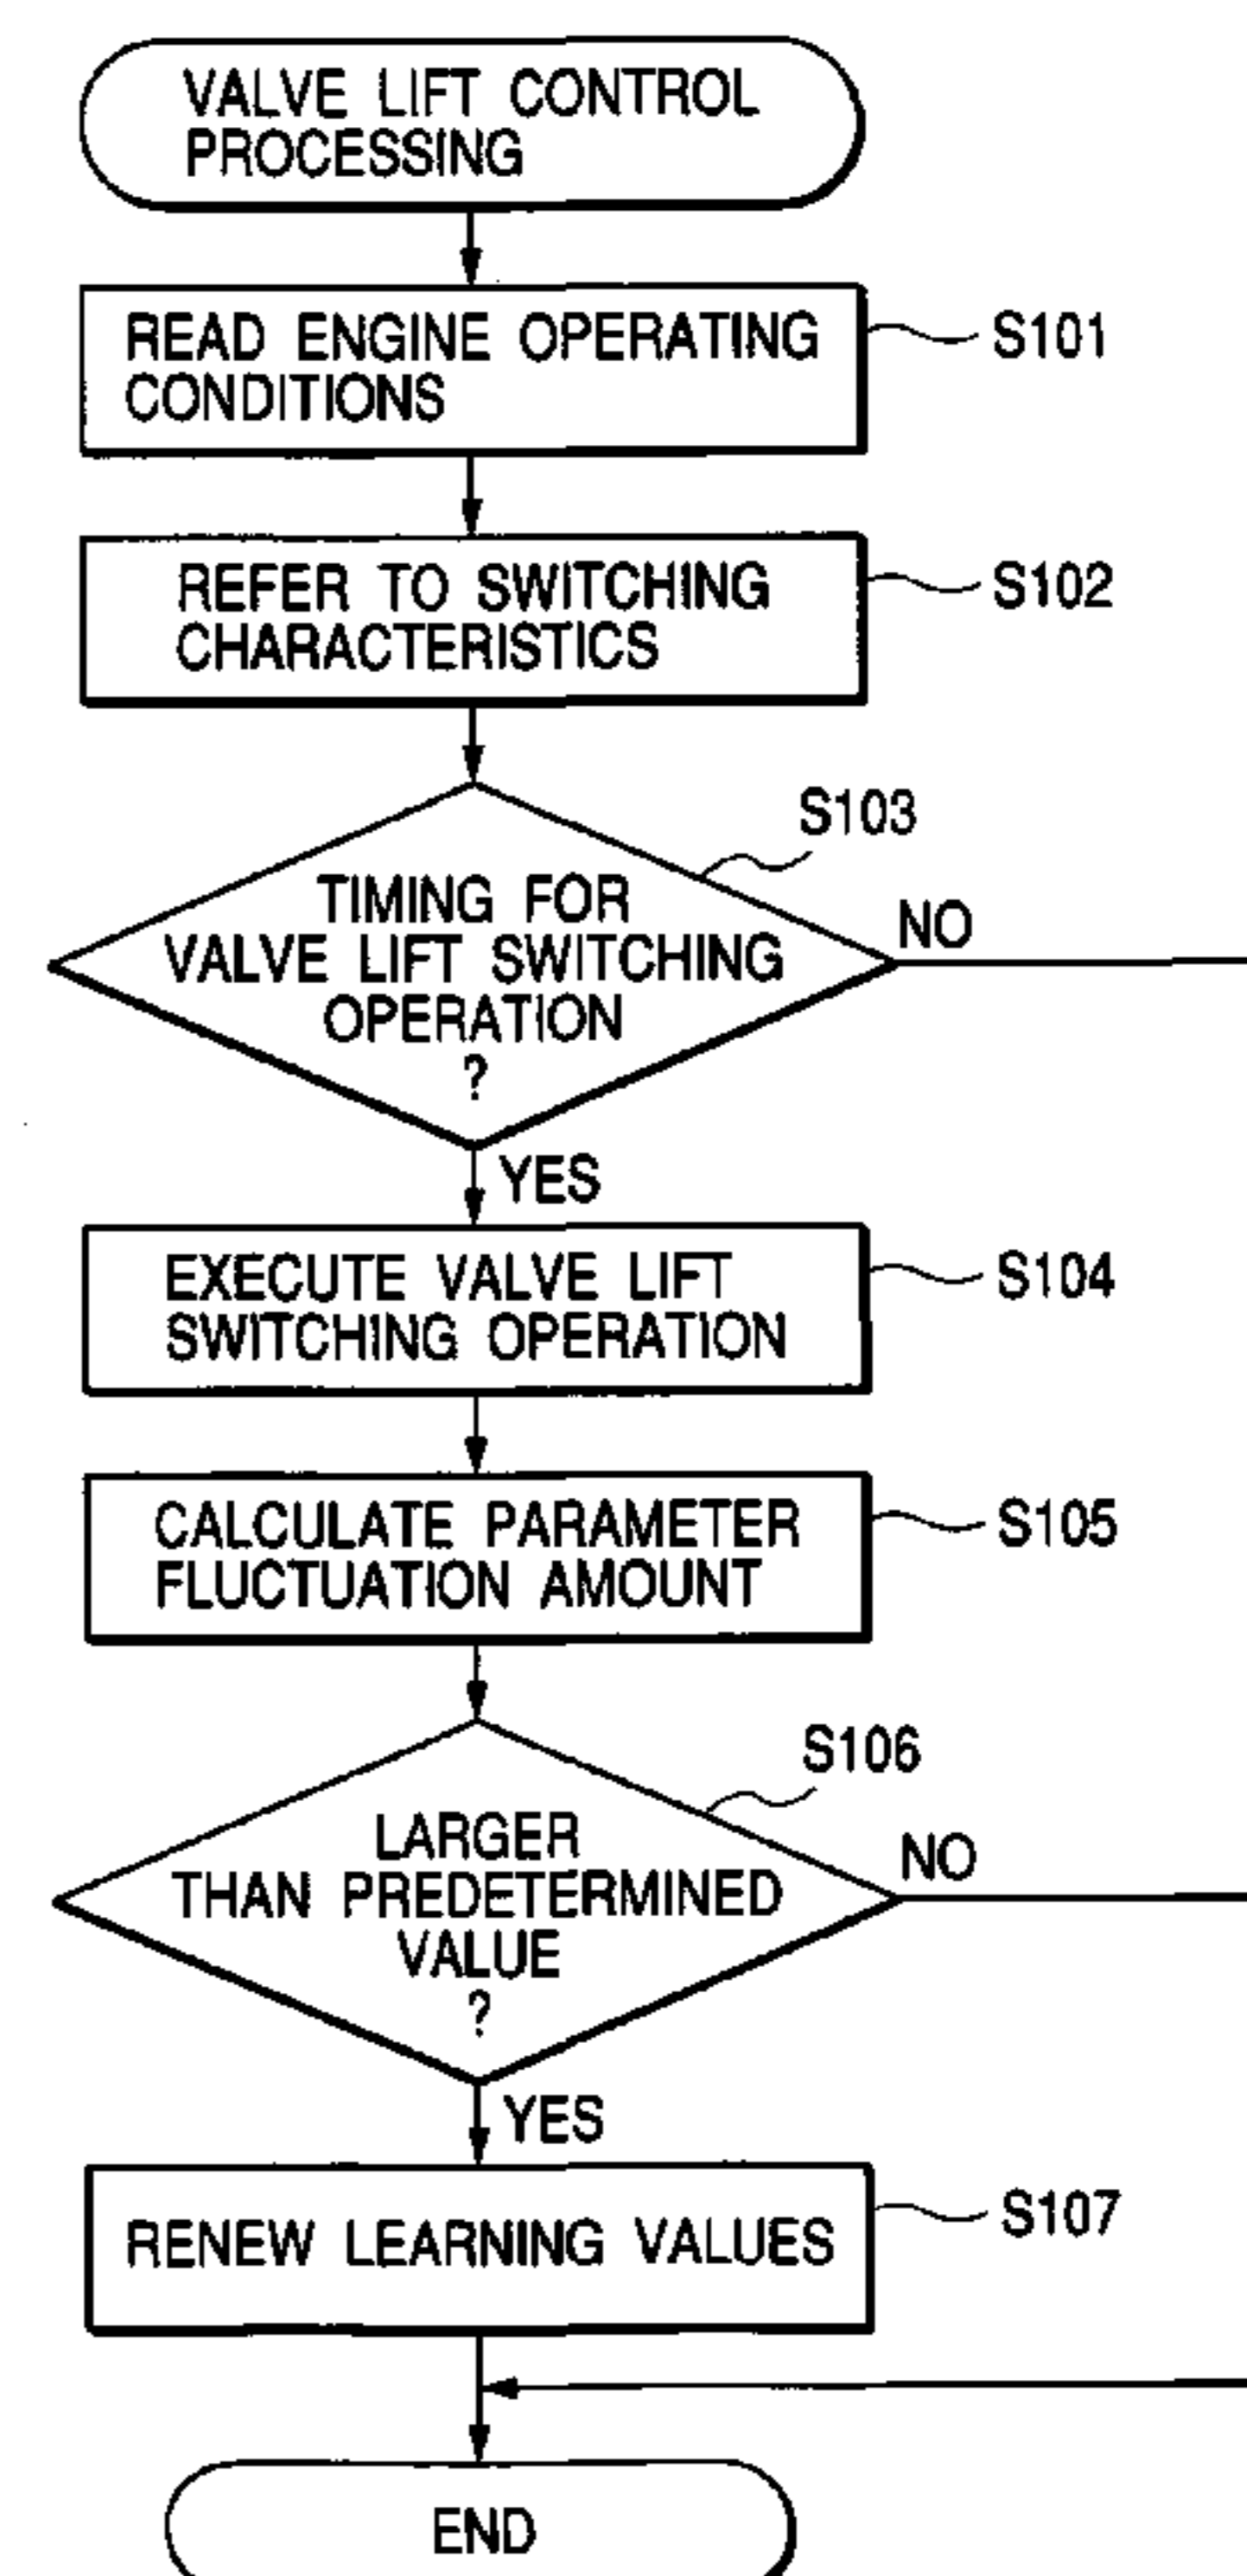 VALVE LIFT CONTROL
PROCESSING
READ ENGINE OPERATING
CONDITIONS
S101
REFER TO SWITCHING
CHARACTERISTICS
S102
S103
TIMING FOR
VALVE LIFT SWITCHING
OPERATION
?
NO
YES
EXECUTE VALVE LIFT
SWITCHING OPERATION
S104
CALCULATE PARAMETER
FLUCTUATION AMOUNT
S105
S106
LARGER
THAN PREDETERMINED
VALUE
?
NO
YES
RENEW LEARNING VALUES
S107
END